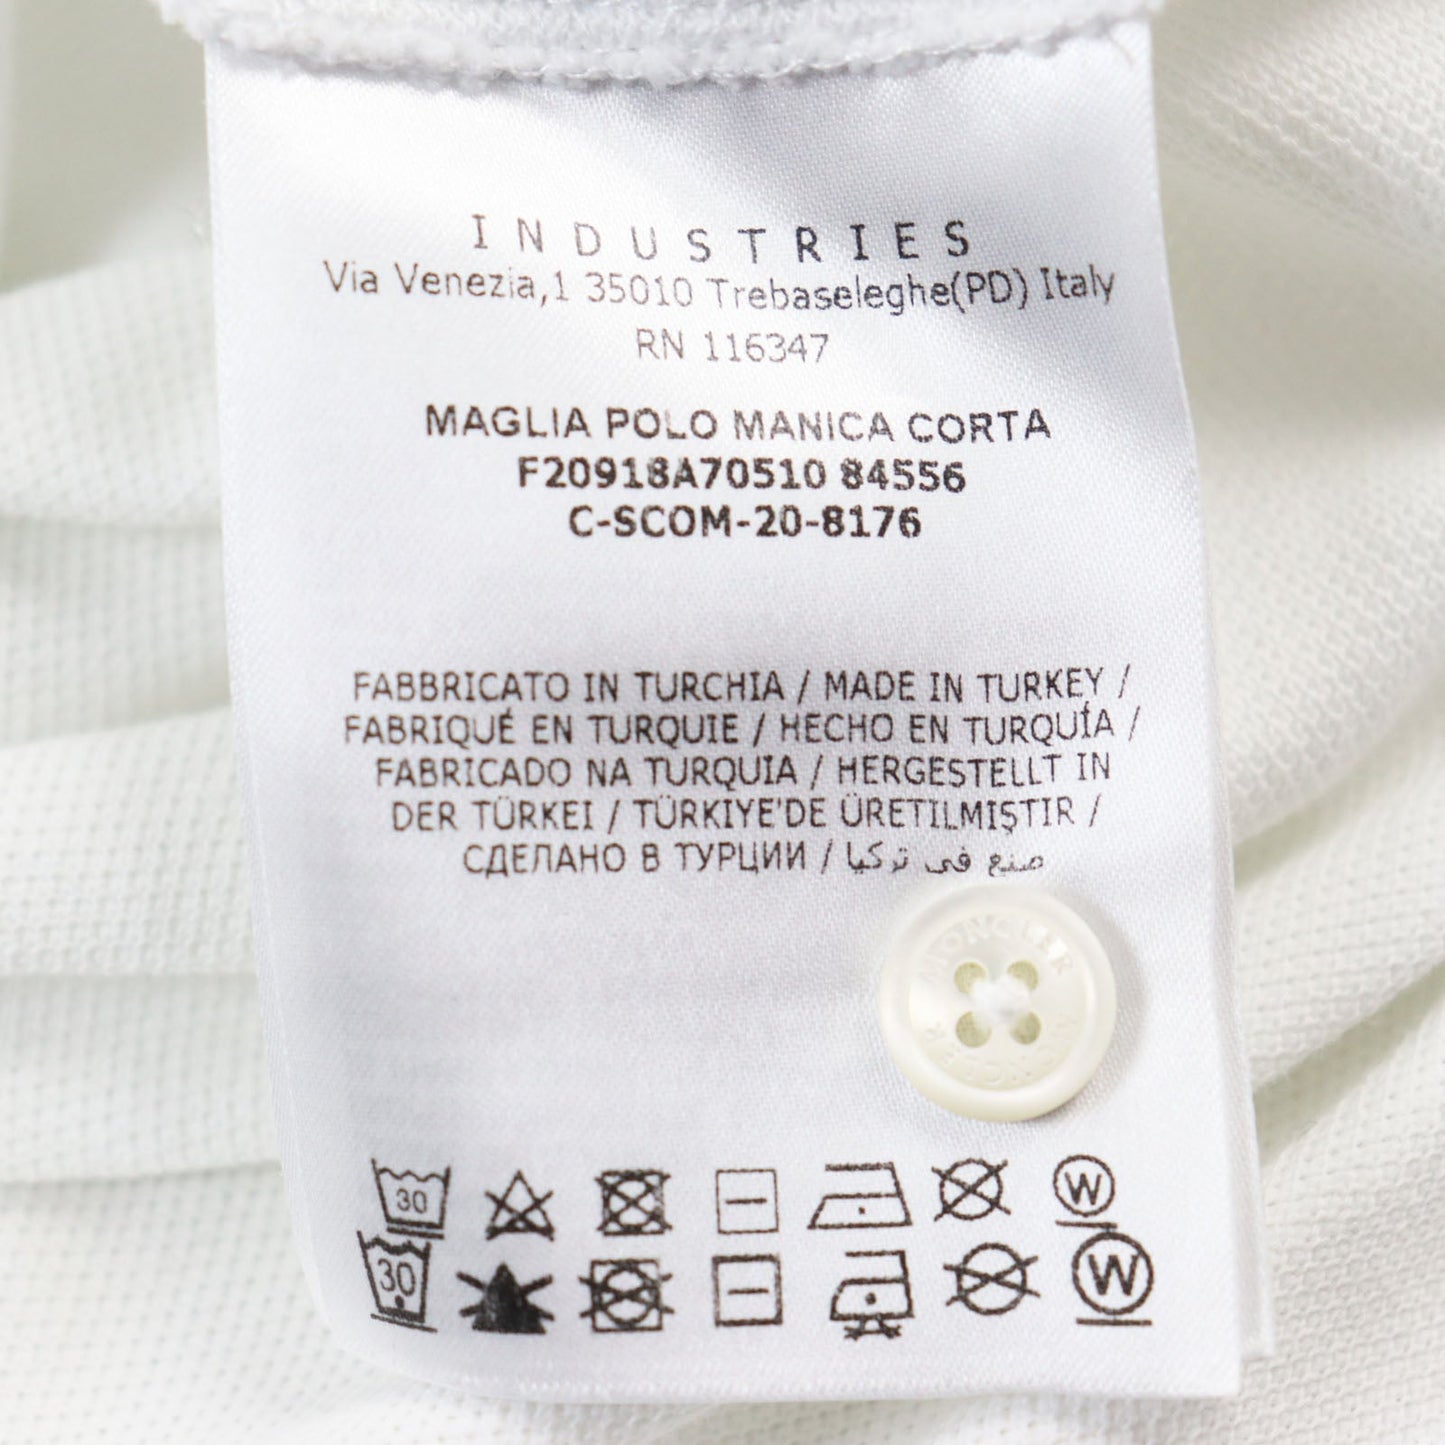 INDUSTRIES
Via Venezia,1 35010 Trebaseleghe(PD) Italy
RN 116347
MAGLIA POLO MANICA CORTA
F20918A70510 84556
C-SCOM-20-8176
FABBRICATO IN TURCHIA / MADE IN TURKEY /
FABRIQUÉ EN TURQUIE / HECHO EN TURQUÍA /
FABRICADO NA TURQUIA / HERGESTELLT IN
DER TÜRKEI / TÜRKIYE'DE ÜRETILMIŞTIR /
СДЕЛАНО В ТУРЦИИ / صنع في تركيا
MONCLER
MONCLER
30 W
30 W